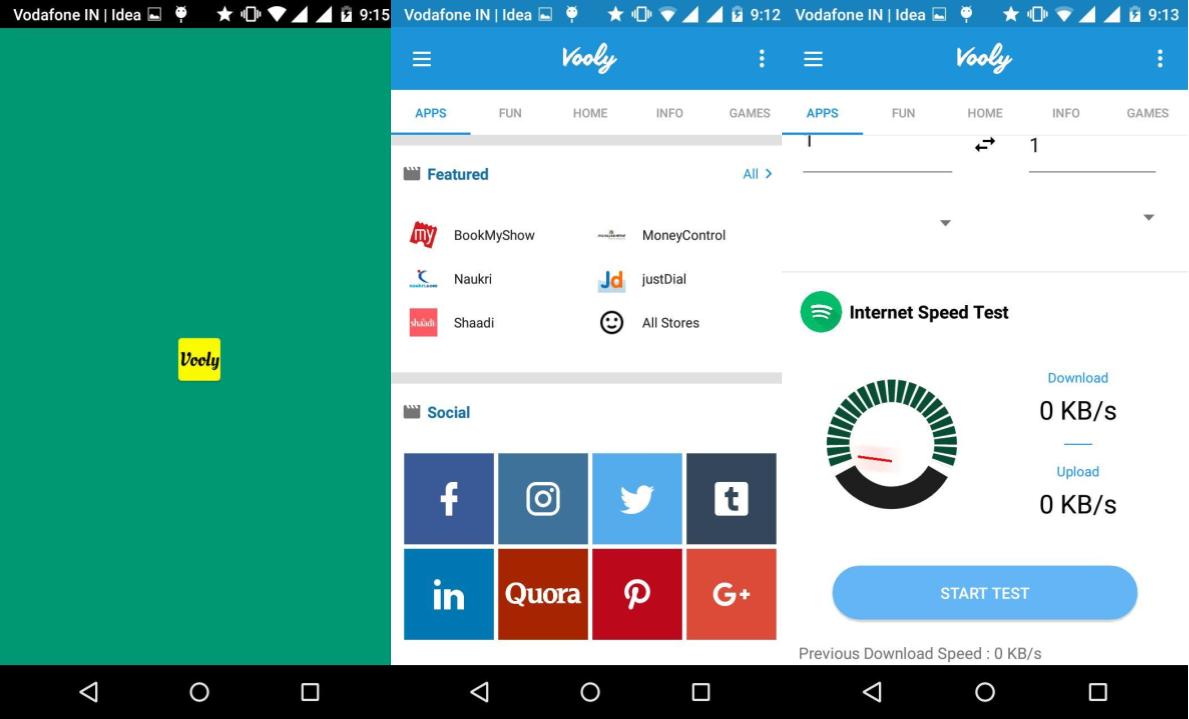 Vodafone IN | Idea 9:15
Vooly
Vodafone IN | Idea 9:12
Vooly
APPS FUN HOME INFO GAMES
Featured All >
my BookMyShow MoneyControl
naukri.com Naukri Jd justDial
shaadi Shaadi All Stores
Social
f t
in Quora G+
Vodafone IN | Idea 9:13
Vooly
APPS FUN HOME INFO GAMES
1 1
Internet Speed Test
Download
0 KB/s
Upload
0 KB/s
START TEST
Previous Download Speed : 0 KB/s